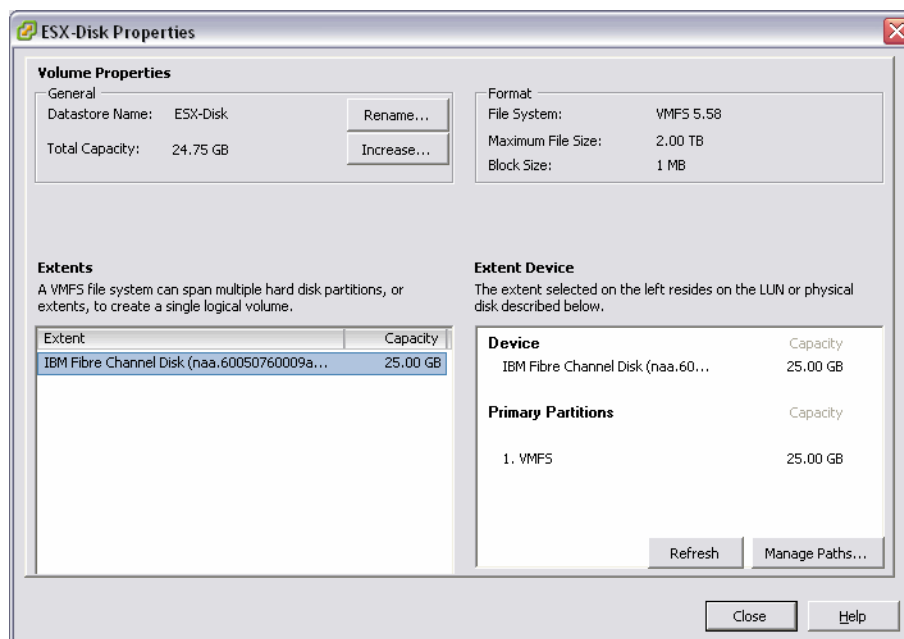 ESX-Disk Properties
Volume Properties
General
Datastore Name: ESX-Disk
Rename...
Total Capacity: 24.75 GB
Increase...
Format
File System: VMFS 5.58
Maximum File Size: 2.00 TB
Block Size: 1 MB
Extents
A VMFS file system can span multiple hard disk partitions, or
extents, to create a single logical volume.
Extent Capacity
IBM Fibre Channel Disk (naa.60050760009a... 25.00 GB
Extent Device
The extent selected on the left resides on the LUN or physical
disk described below.
Device Capacity
IBM Fibre Channel Disk (naa.60... 25.00 GB
Primary Partitions Capacity
1. VMFS 25.00 GB
Refresh Manage Paths...
Close Help